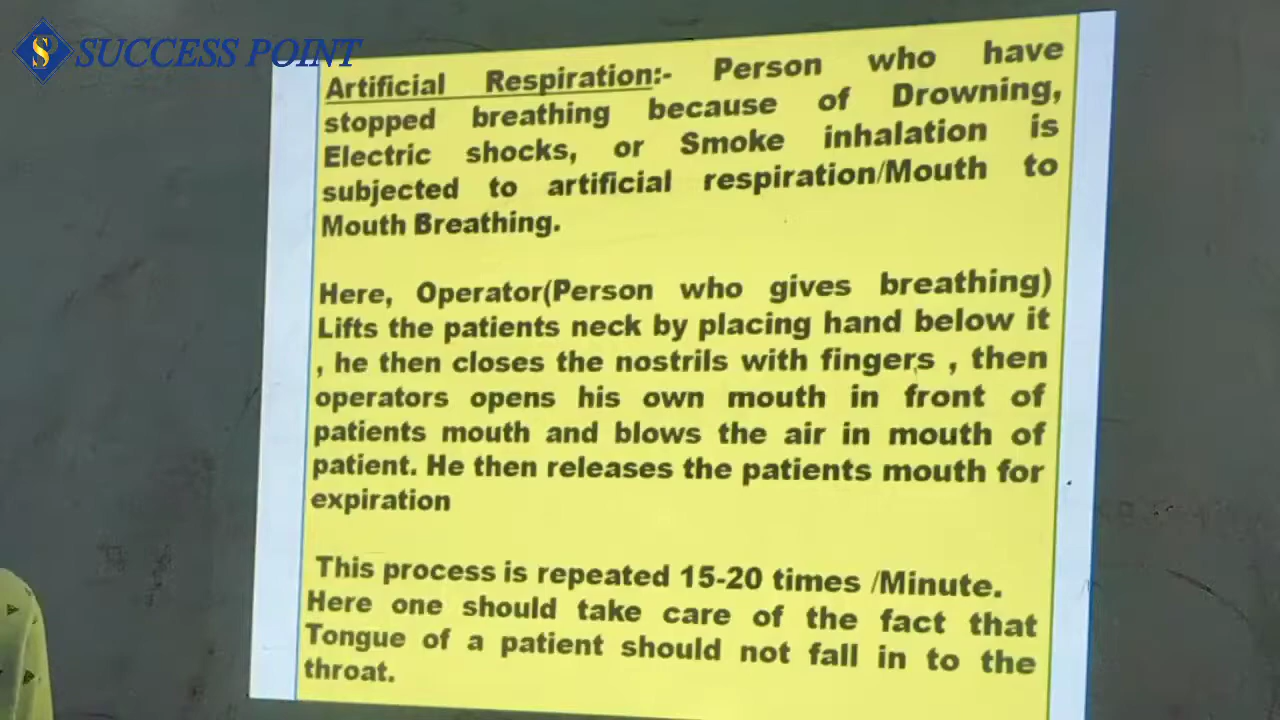 SUCCESS POINT
Artificial Respiration:- Person who have
stopped breathing because of Drowning,
Electric shocks, or Smoke inhalation is
subjected to artificial respiration/Mouth to
Mouth Breathing.
Here, Operator(Person who gives breathing)
Lifts the patients neck by placing hand below it
, he then closes the nostrils with fingers , then
operators opens his own mouth in front of
patients mouth and blows the air in mouth of
patient. He then releases the patients mouth for
expiration
This process is repeated 15-20 times /Minute.
Here one should take care of the fact that
Tongue of a patient should not fall in to the
throat.